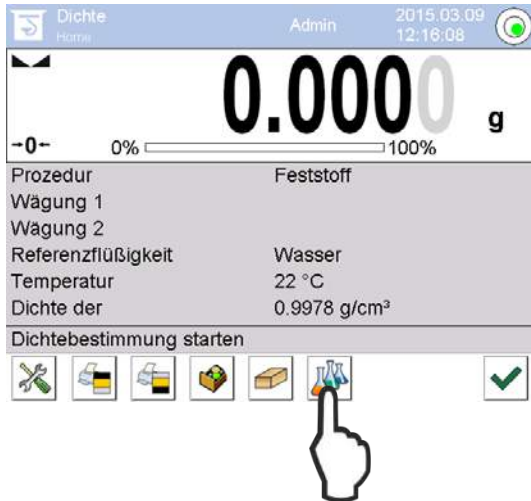 Dichte
Home
Admin
2015.03.09
12:16:08
0.0000 g
→0←
0% 100%
Prozedur Feststoff
Wägung 1
Wägung 2
Referenzflüßigkeit Wasser
Temperatur 22 °C
Dichte der 0.9978 g/cm³
Dichtebestimmung starten